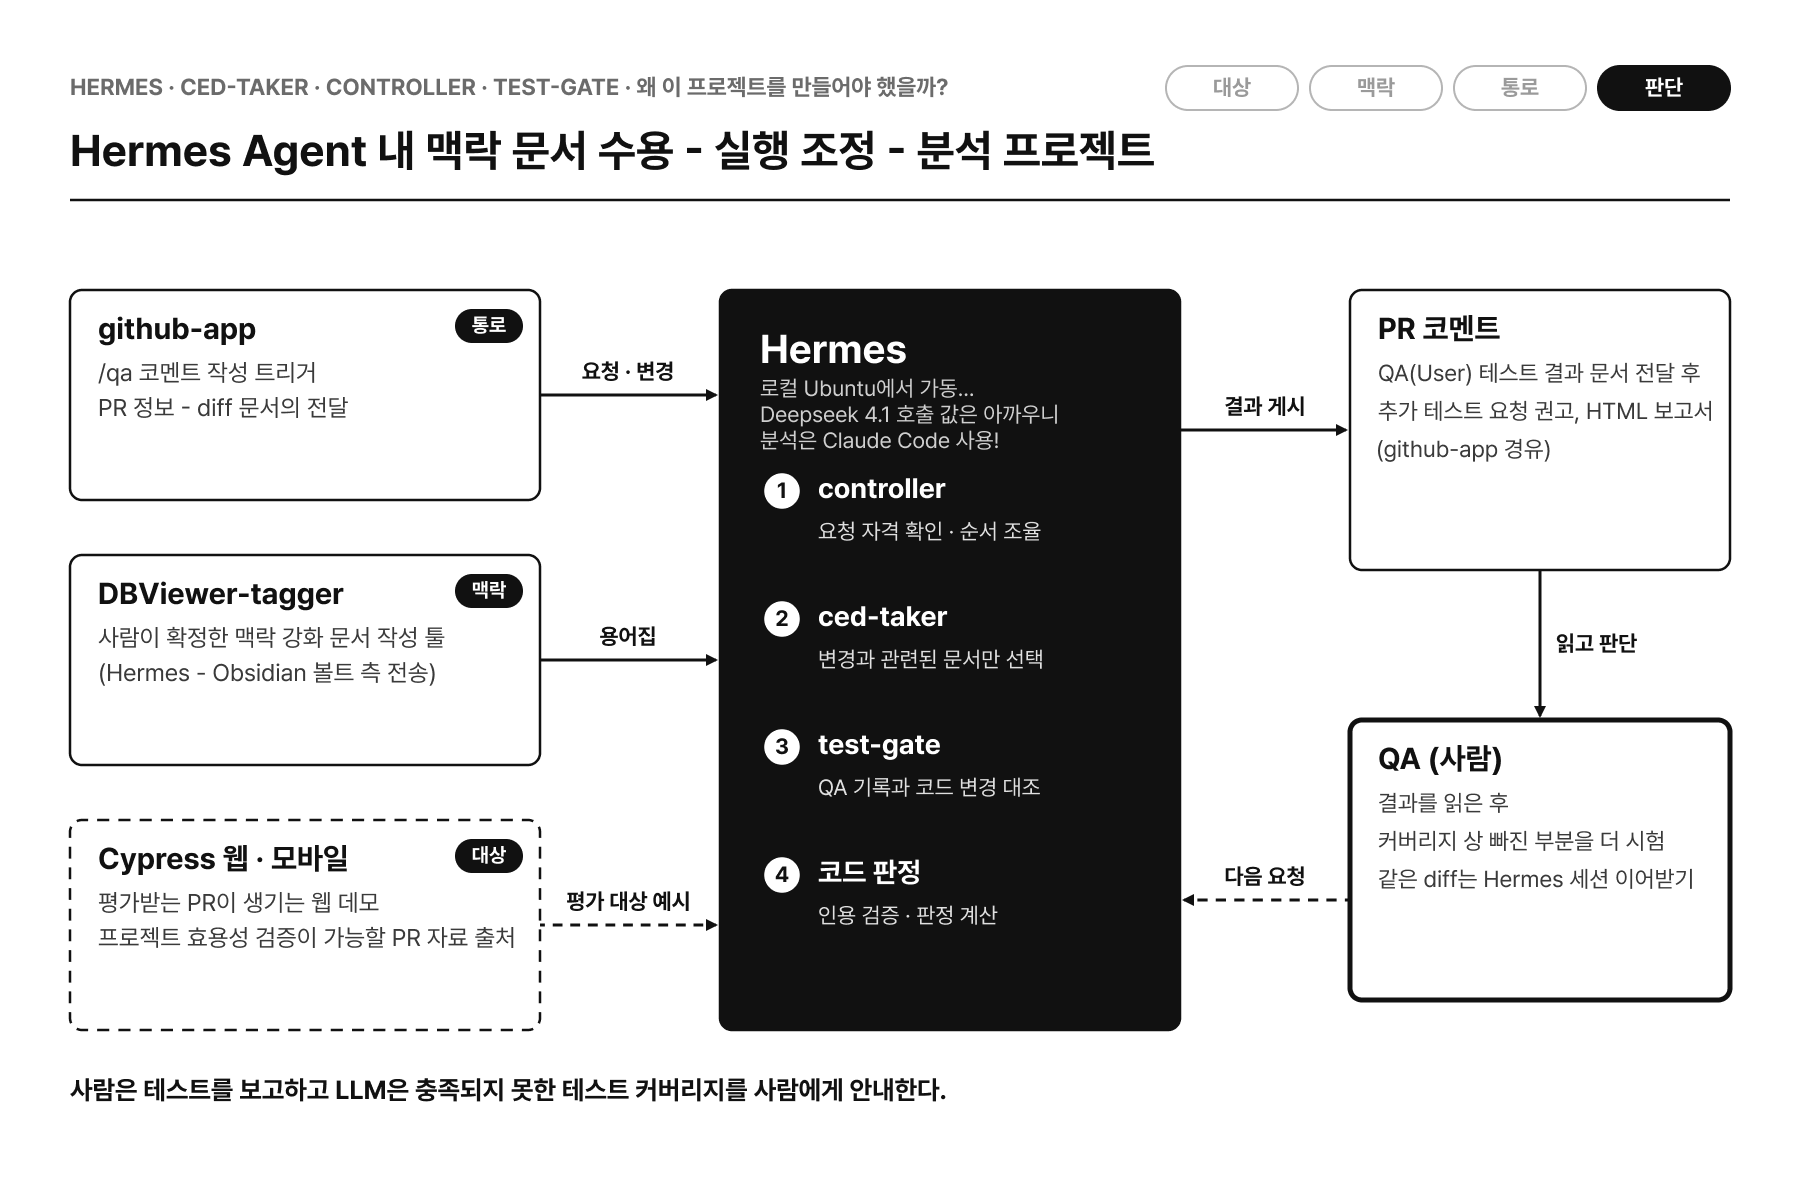 HERMES · CED-TAKER · CONTROLLER · TEST-GATE · 왜 이 프로젝트를 만들어야 했을까?
대상
맥락
통로
판단
Hermes Agent 내 맥락 문서 수용 - 실행 조정 - 분석 프로젝트
github-app
통로
/qa 코멘트 작성 트리거
PR 정보 - diff 문서의 전달
요청 · 변경
DBViewer-tagger
맥락
사람이 확정한 맥락 강화 문서 작성 툴
(Hermes - Obsidian 볼트 측 전송)
용어집
Cypress 웹 · 모바일
대상
평가받는 PR이 생기는 웹 데모
프로젝트 효용성 검증이 가능할 PR 자료 출처
평가 대상 예시
Hermes
로컬 Ubuntu에서 가동...
Deepseek 4.1 호출 값은 아까우니
분석은 Claude Code 사용!
1 controller
요청 자격 확인 · 순서 조율
2 ced-taker
변경과 관련된 문서만 선택
3 test-gate
QA 기록과 코드 변경 대조
4 코드 판정
인용 검증 · 판정 계산
결과 게시
PR 코멘트
QA(User) 테스트 결과 문서 전달 후
추가 테스트 요청 권고, HTML 보고서
(github-app 경유)
읽고 판단
QA (사람)
결과를 읽은 후
커버리지 상 빠진 부분을 더 시험
같은 diff는 Hermes 세션 이어받기
다음 요청
사람은 테스트를 보고하고 LLM은 충족되지 못한 테스트 커버리지를 사람에게 안내한다.